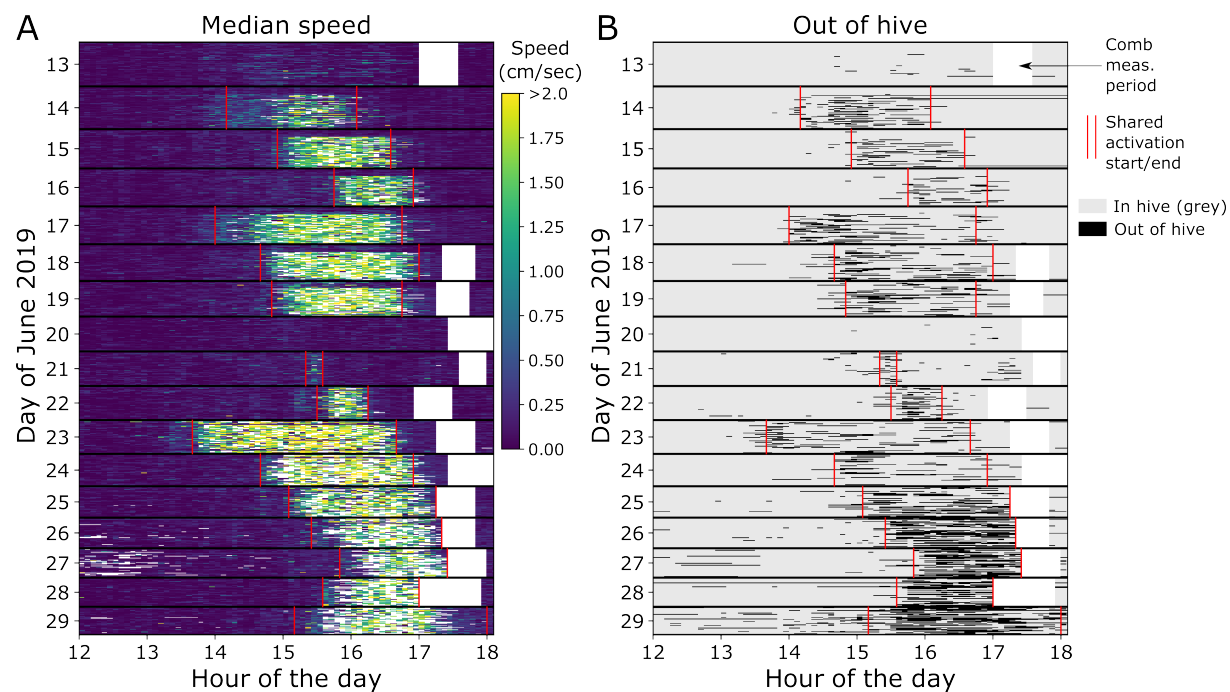 A
Median speed
Speed
(cm/sec)
>2.0
1.75
1.50
1.25
1.00
0.75
0.50
0.25
0.00
Day of June 2019
13
14
15
16
17
18
19
20
21
22
23
24
25
26
27
28
29
12 13 14 15 16 17 18
Hour of the day
B
Out of hive
Comb
meas.
period
Shared
activation
start/end
In hive (grey)
Out of hive
Day of June 2019
13
14
15
16
17
18
19
20
21
22
23
24
25
26
27
28
29
12 13 14 15 16 17 18
Hour of the day